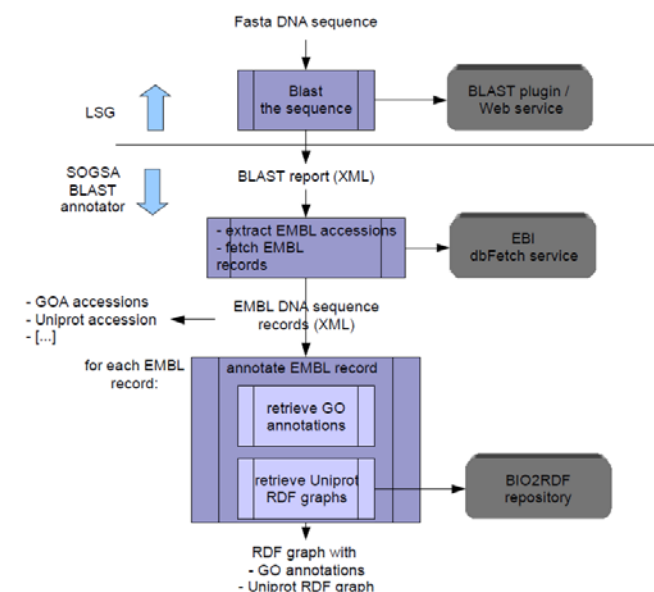 Fasta DNA sequence
Blast
the sequence
BLAST plugin /
Web service
LSG
SOGSA
BLAST
annotator
BLAST report (XML)
- extract EMBL accessions
- fetch EMBL
records
EBI
dbFetch service
- GOA accessions
- Uniprot accession
- [...]
EMBL DNA sequence
records (XML)
for each EMBL
record:
annotate EMBL record
retrieve GO
annotations
retrieve Uniprot
RDF graphs
BIO2RDF
repository
RDF graph with
- GO annotations
- Uniprot RDF graph